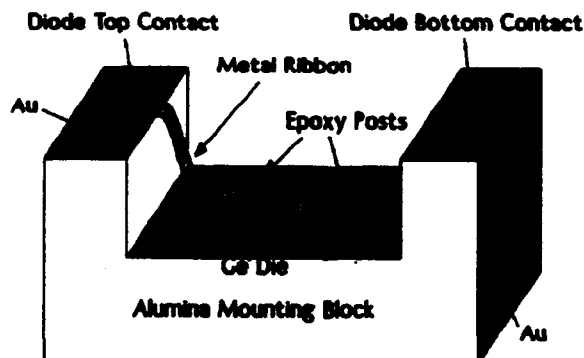 Diode Top Contact
Diode Bottom Contact
Metal Ribbon
Au
Epoxy Posts
Ge Die
Alumina Mounting Block
Au